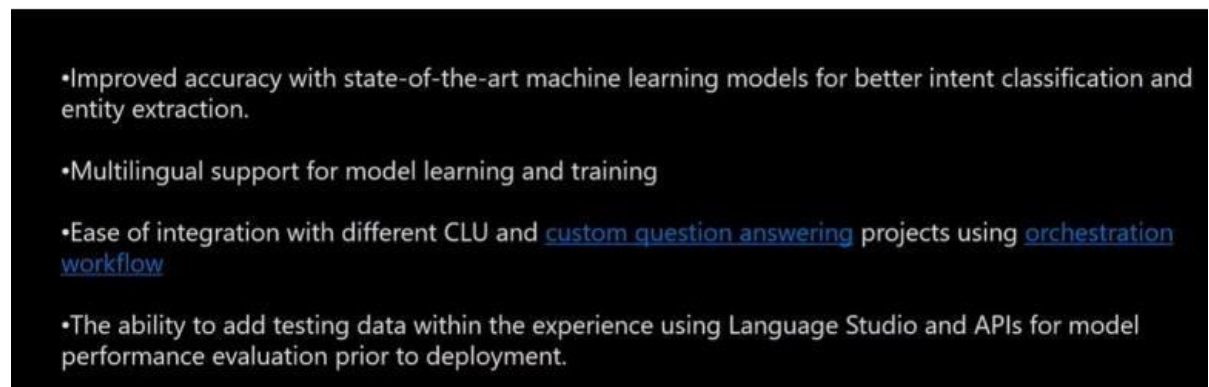 •Improved accuracy with state-of-the-art machine learning models for better intent classification and
entity extraction.
•Multilingual support for model learning and training
•Ease of integration with different CLU and custom question answering projects using orchestration
workflow
•The ability to add testing data within the experience using Language Studio and APIs for model
performance evaluation prior to deployment.